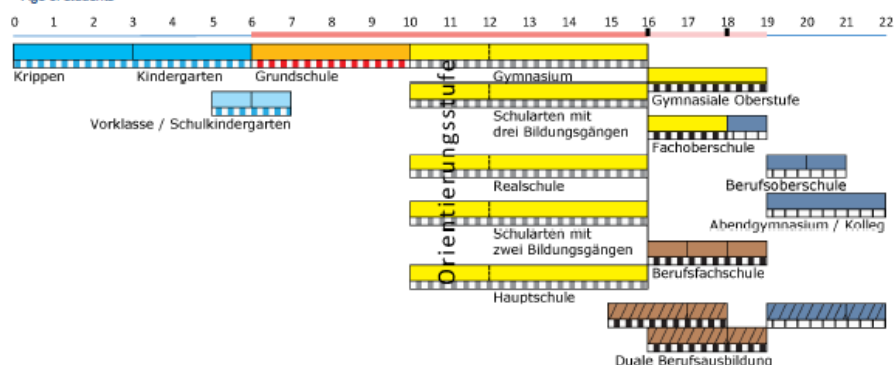 0 1 2 3 4 5 6 7 8 9 10 11 12 13 14 15 16 17 18 19 20 21 22
Krippen
Kindergarten
Grundschule
Orientierungsstufe
Gymnasium
Gymnasiale Oberstufe
Vorklasse / Schulkindergarten
Schularten mit
drei Bildungsgängen
Fachoberschule
Realschule
Berufsoberschule
Abendgymnasium / Kolleg
Schularten mit
zwei Bildungsgängen
Berufsfachschule
Hauptschule
Duale Berufsausbildung